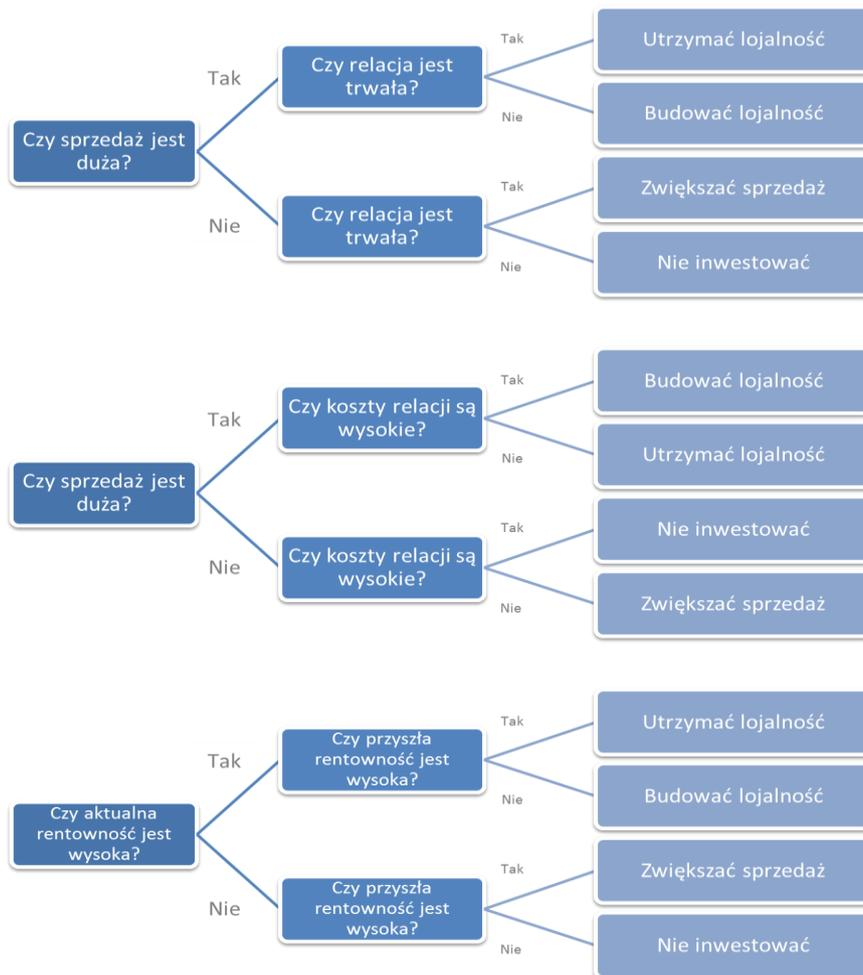 Tak
Czy relacja jest
trwała?
Tak
Utrzymać lojalność
Nie
Budować lojalność
Czy sprzedaż jest
duża?
Nie
Czy relacja jest
trwała?
Tak
Zwiększać sprzedaż
Nie
Nie inwestować
Tak
Czy koszty relacji są
wysokie?
Tak
Budować lojalność
Nie
Utrzymać lojalność
Czy sprzedaż jest
duża?
Nie
Czy koszty relacji są
wysokie?
Tak
Nie inwestować
Nie
Zwiększać sprzedaż
Tak
Czy przyszła
rentowność jest
wysoka?
Tak
Utrzymać lojalność
Nie
Budować lojalność
Czy aktualna
rentowność jest
wysoka?
Nie
Czy przyszła
rentowność jest
wysoka?
Tak
Zwiększać sprzedaż
Nie
Nie inwestować